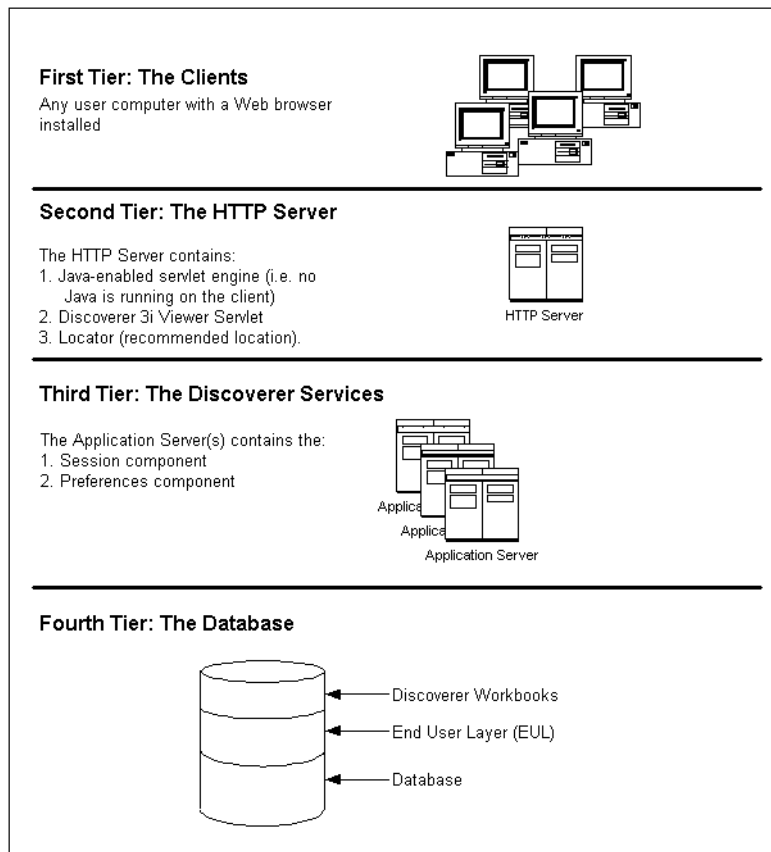 First Tier: The Clients
Any user computer with a Web browser
installed
Second Tier: The HTTP Server
The HTTP Server contains:
1. Java-enabled servlet engine (i.e. no
Java is running on the client)
2. Discoverer 3i Viewer Servlet
3. Locator (recommended location).
HTTP Server
Third Tier: The Discoverer Services
The Application Server(s) contains the:
1. Session component
2. Preferences component
Applica
Applica
Application Server
Fourth Tier: The Database
Discoverer Workbooks
End User Layer (EUL)
Database